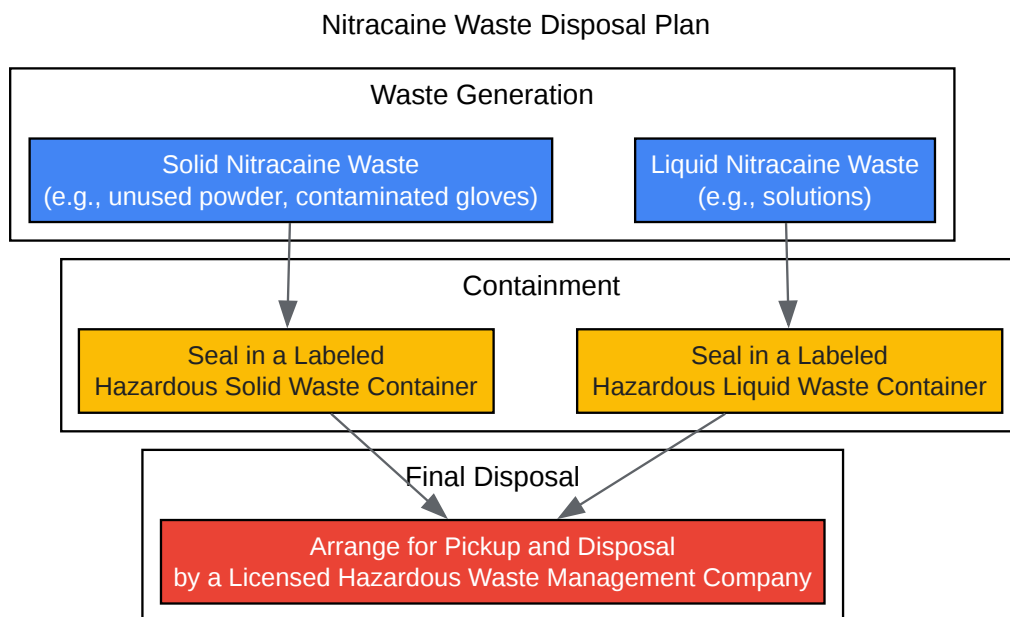 Nitracaine Waste Disposal Plan
Waste Generation
Solid Nitracaine Waste
(e.g., unused powder, contaminated gloves)
Liquid Nitracaine Waste
(e.g., solutions)
Containment
Seal in a Labeled
Hazardous Solid Waste Container
Seal in a Labeled
Hazardous Liquid Waste Container
Final Disposal
Arrange for Pickup and Disposal
by a Licensed Hazardous Waste Management Company